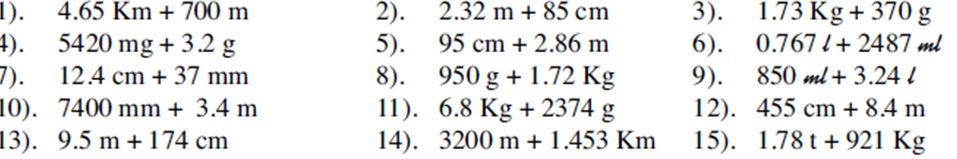 1). 4.65 Km + 700 m 2). 2.32 m + 85 cm 3). 1.73 Kg + 370 g
4). 5420 mg + 3.2 g 5). 95 cm + 2.86 m 6). 0.767 l + 2487 ml
7). 12.4 cm + 37 mm 8). 950 g + 1.72 Kg 9). 850 ml + 3.24 l
10). 7400 mm + 3.4 m 11). 6.8 Kg + 2374 g 12). 455 cm + 8.4 m
13). 9.5 m + 174 cm 14). 3200 m + 1.453 Km 15). 1.78 t + 921 Kg